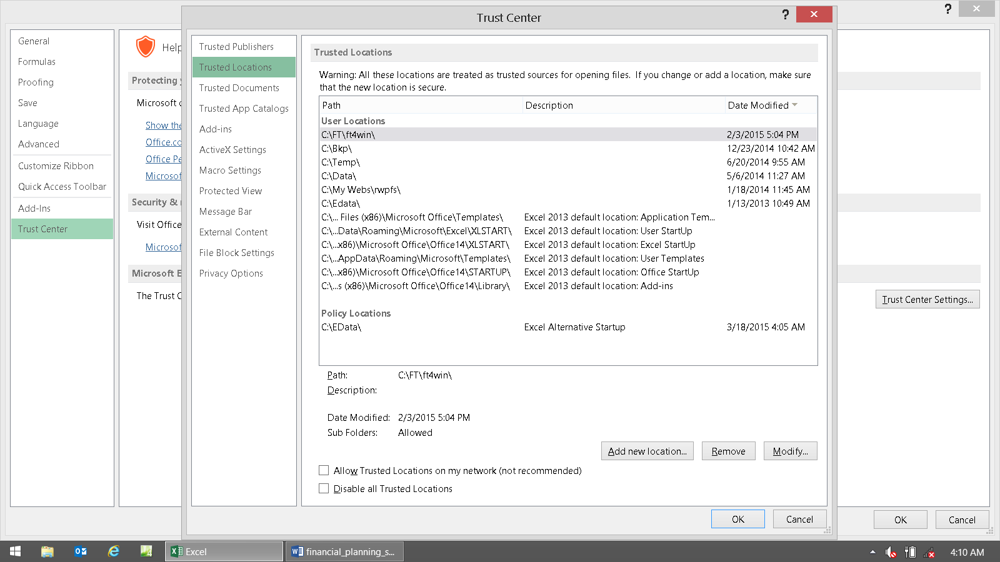 Trust Center
?
?
General
Formulas
Proofing
Save
Language
Advanced
Customize Ribbon
Quick Access Toolbar
Add-Ins
Trust Center
Help
Protecting y
Microsoft c
Show the
Office.co
Office Pe
Microsof
Security &
Visit Office
Microsof
Microsoft E
The Trust C
Trusted Publishers
Trusted Locations
Trusted Documents
Trusted App Catalogs
Add-ins
ActiveX Settings
Macro Settings
Protected View
Message Bar
External Content
File Block Settings
Privacy Options
Trusted Locations
Warning: All these locations are treated as trusted sources for opening files. If you change or add a location, make sure
that the new location is secure.
Path Description Date Modified
User Locations
C:\FT\ft4win\ 2/3/2015 5:04 PM
C:\Bkp\ 12/23/2014 10:42 AM
C:\Temp\ 6/20/2014 9:55 AM
C:\Data\ 5/6/2014 11:27 AM
C:\My Webs\rwpfs\ 1/18/2014 11:45 AM
C:\Edata\ 1/13/2013 10:49 AM
C:\... Files (x86)\Microsoft Office\Templates\ Excel 2013 default location: Application Tem...
C:\...Data\Roaming\Microsoft\Excel\XLSTART\ Excel 2013 default location: User StartUp
C:\...x86)\Microsoft Office\Office14\XLSTART\ Excel 2013 default location: Excel StartUp
C:\...AppData\Roaming\Microsoft\Templates\ Excel 2013 default location: User Templates
C:\...x86)\Microsoft Office\Office14\STARTUP\ Excel 2013 default location: Office StartUp
C:\...s (x86)\Microsoft Office\Office14\Library\ Excel 2013 default location: Add-ins
Policy Locations
C:\EData\ Excel Alternative Startup 3/18/2015 4:05 AM
Path: C:\FT\ft4win\
Description:
Date Modified: 2/3/2015 5:04 PM
Sub Folders: Allowed
Add new location... Remove Modify...
Allow Trusted Locations on my network (not recommended)
Disable all Trusted Locations
OK Cancel
Trust Center Settings...
OK Cancel
Excel
financial_planning_s...
4:10 AM